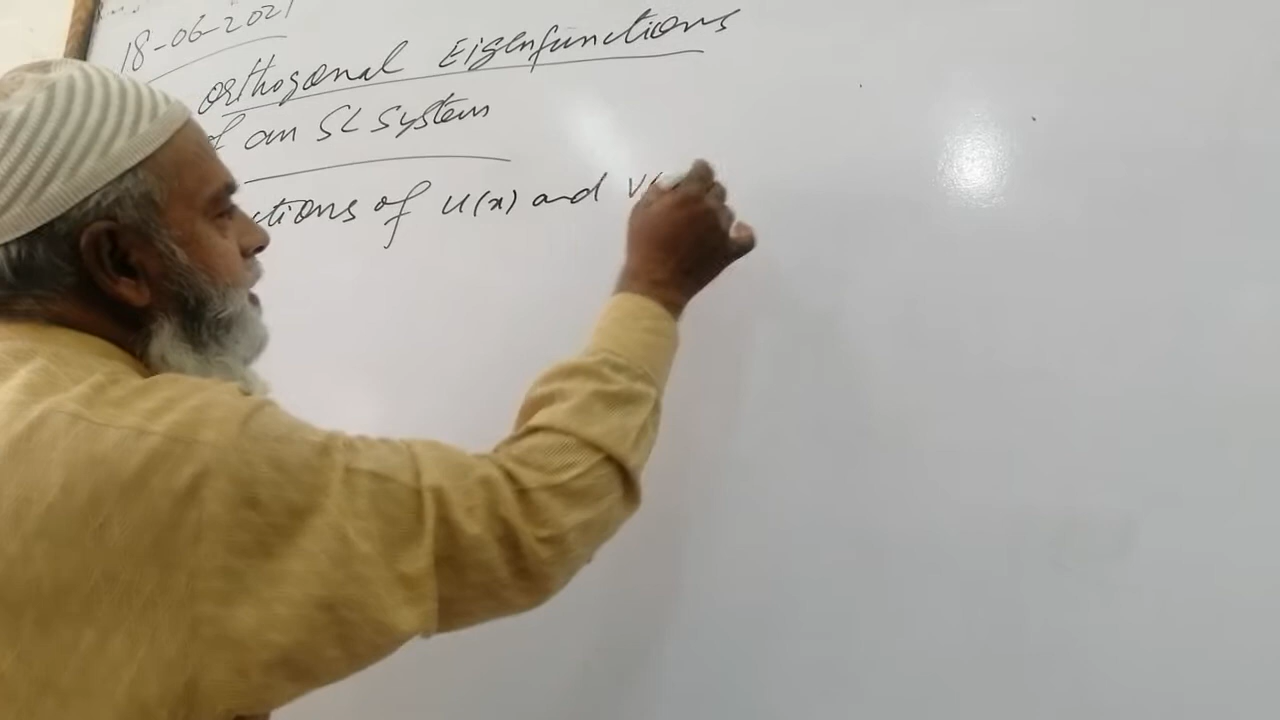 18-06-2021
orthogonal Eigenfunctions
of an SL system
ctions of u(x) and v(